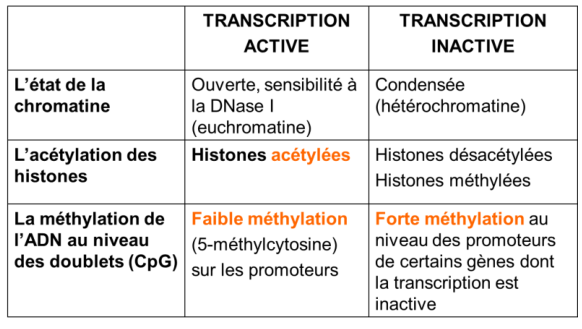 TRANSCRIPTION
ACTIVE
TRANSCRIPTION
INACTIVE
L’état de la
chromatine
Ouverte, sensibilité à
la DNase I
(euchromatine)
Condensée
(hétérochromatine)
L’acétylation des
histones
Histones acétylées
Histones désacétylées
Histones méthylées
La méthylation de
l’ADN au niveau
des doublets (CpG)
Faible méthylation
(5-méthylcytosine)
sur les promoteurs
Forte méthylation au
niveau des promoteurs
de certains gènes dont
la transcription est
inactive